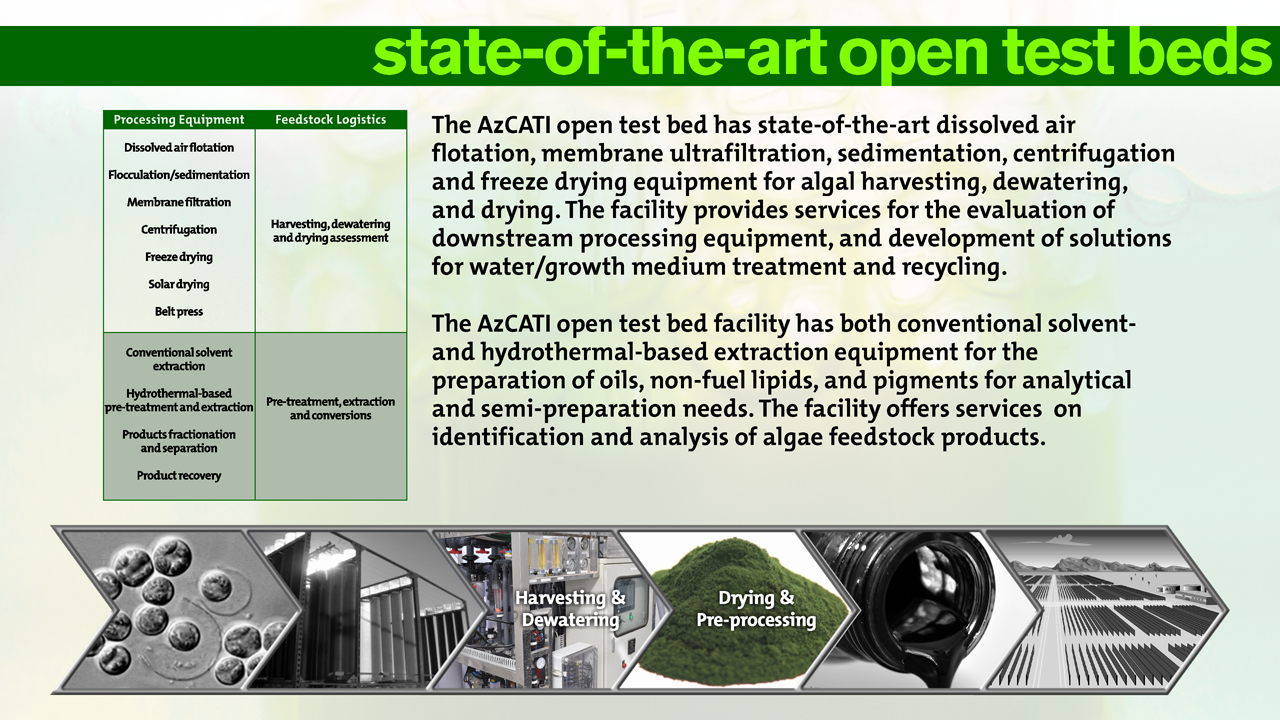 state-of-the-art open test beds
Processing Equipment
Feedstock Logistics
Dissolved air flotation
Flocculation/sedimentation
Membrane filtration
Centrifugation
Freeze drying
Solar drying
Belt press
Harvesting, dewatering
and drying assessment
Conventional solvent
extraction
Hydrothermal-based
pre-treatment and extraction
Products fractionation
and separation
Product recovery
Pre-treatment, extraction
and conversions
The AzCATI open test bed has state-of-the-art dissolved air
flotation, membrane ultrafiltration, sedimentation, centrifugation
and freeze drying equipment for algal harvesting, dewatering,
and drying. The facility provides services for the evaluation of
downstream processing equipment, and development of solutions
for water/growth medium treatment and recycling.
The AzCATI open test bed facility has both conventional solvent-
and hydrothermal-based extraction equipment for the
preparation of oils, non-fuel lipids, and pigments for analytical
and semi-preparation needs. The facility offers services  on
identification and analysis of algae feedstock products.
Harvesting &
Dewatering
Drying &
Pre-processing